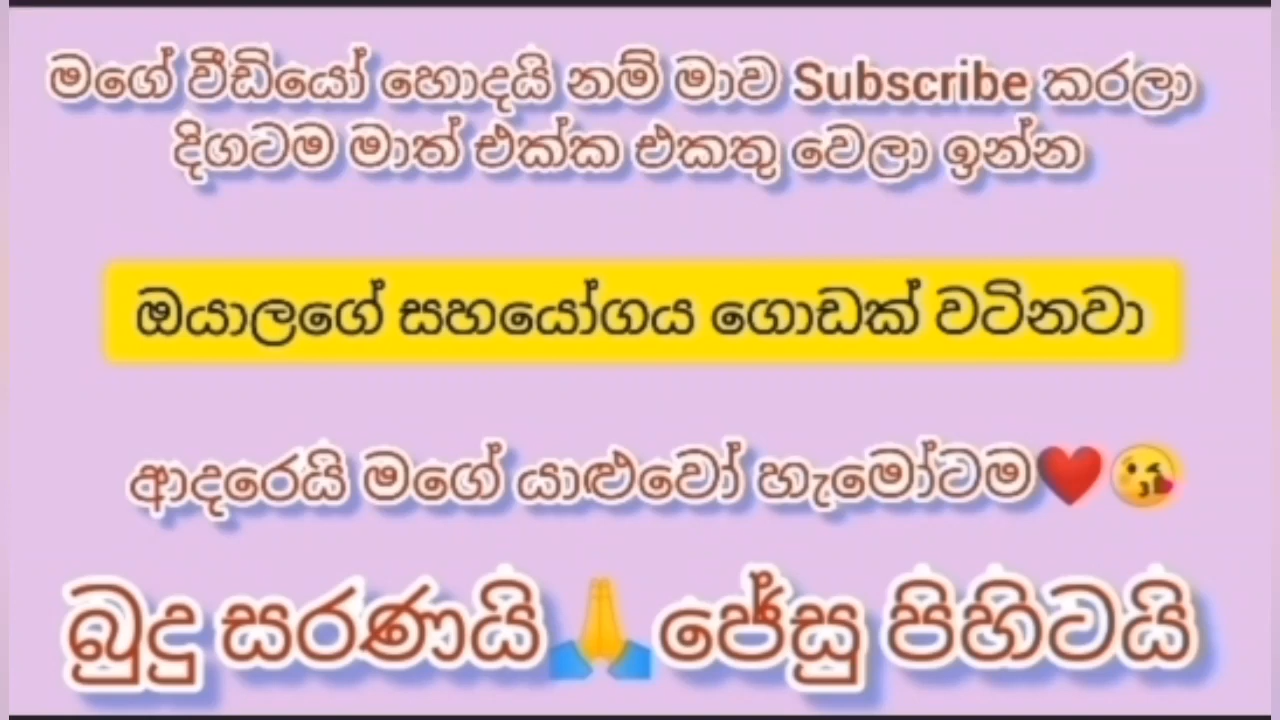 මගේ වීඩියෝ හොදයි නම් මාව Subscribe කරලා
දිගටම මාත් එක්ක එකතු වෙලා ඉන්න
ඔයාලගේ සහයෝගය ගොඩක් වටිනවා
ආදරෙයි මගේ යාළුවෝ හැමෝටම❤️😘
බුදු සරණයි🙏ජේසු පිහිටයි